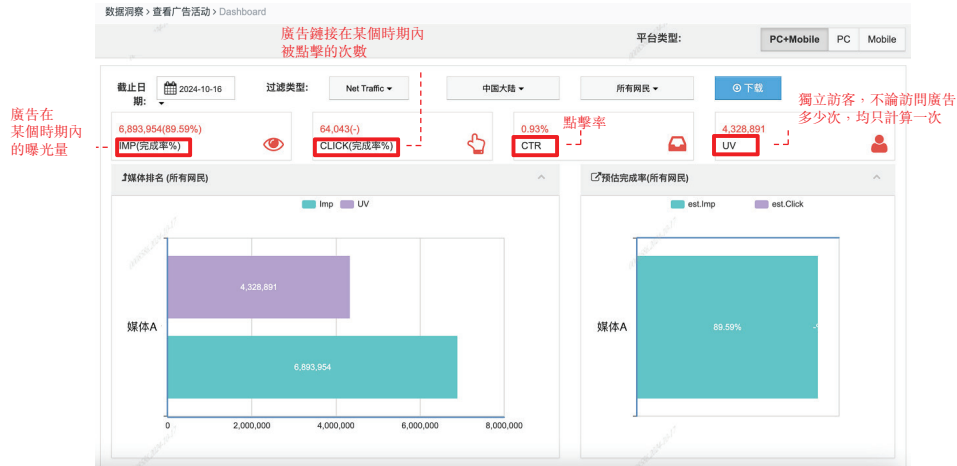 数据洞察 › 查看广告活动 › Dashboard
廣告鏈接在某個時期內
被點擊的次數
平台类型:
PC+Mobile
PC
Mobile
截止日
期:
2024-10-16
过滤类型:
Net Traffic
中国大陆
所有网民
下载
廣告在
某個時期內
的曝光量
獨立訪客，不論訪問廣告
多少次，均只計算一次
6,893,954(89.59%)
IMP(完成率%)
64,043(-)
CLICK(完成率%)
0.93%
CTR
點擊率
4,328,891
UV
媒体排名 (所有网民)
预估完成率(所有网民)
Imp
UV
est.Imp
est.Click
4,328,891
媒体A
6,893,954
媒体A
89.59%
0
2,000,000
4,000,000
6,000,000
8,000,000